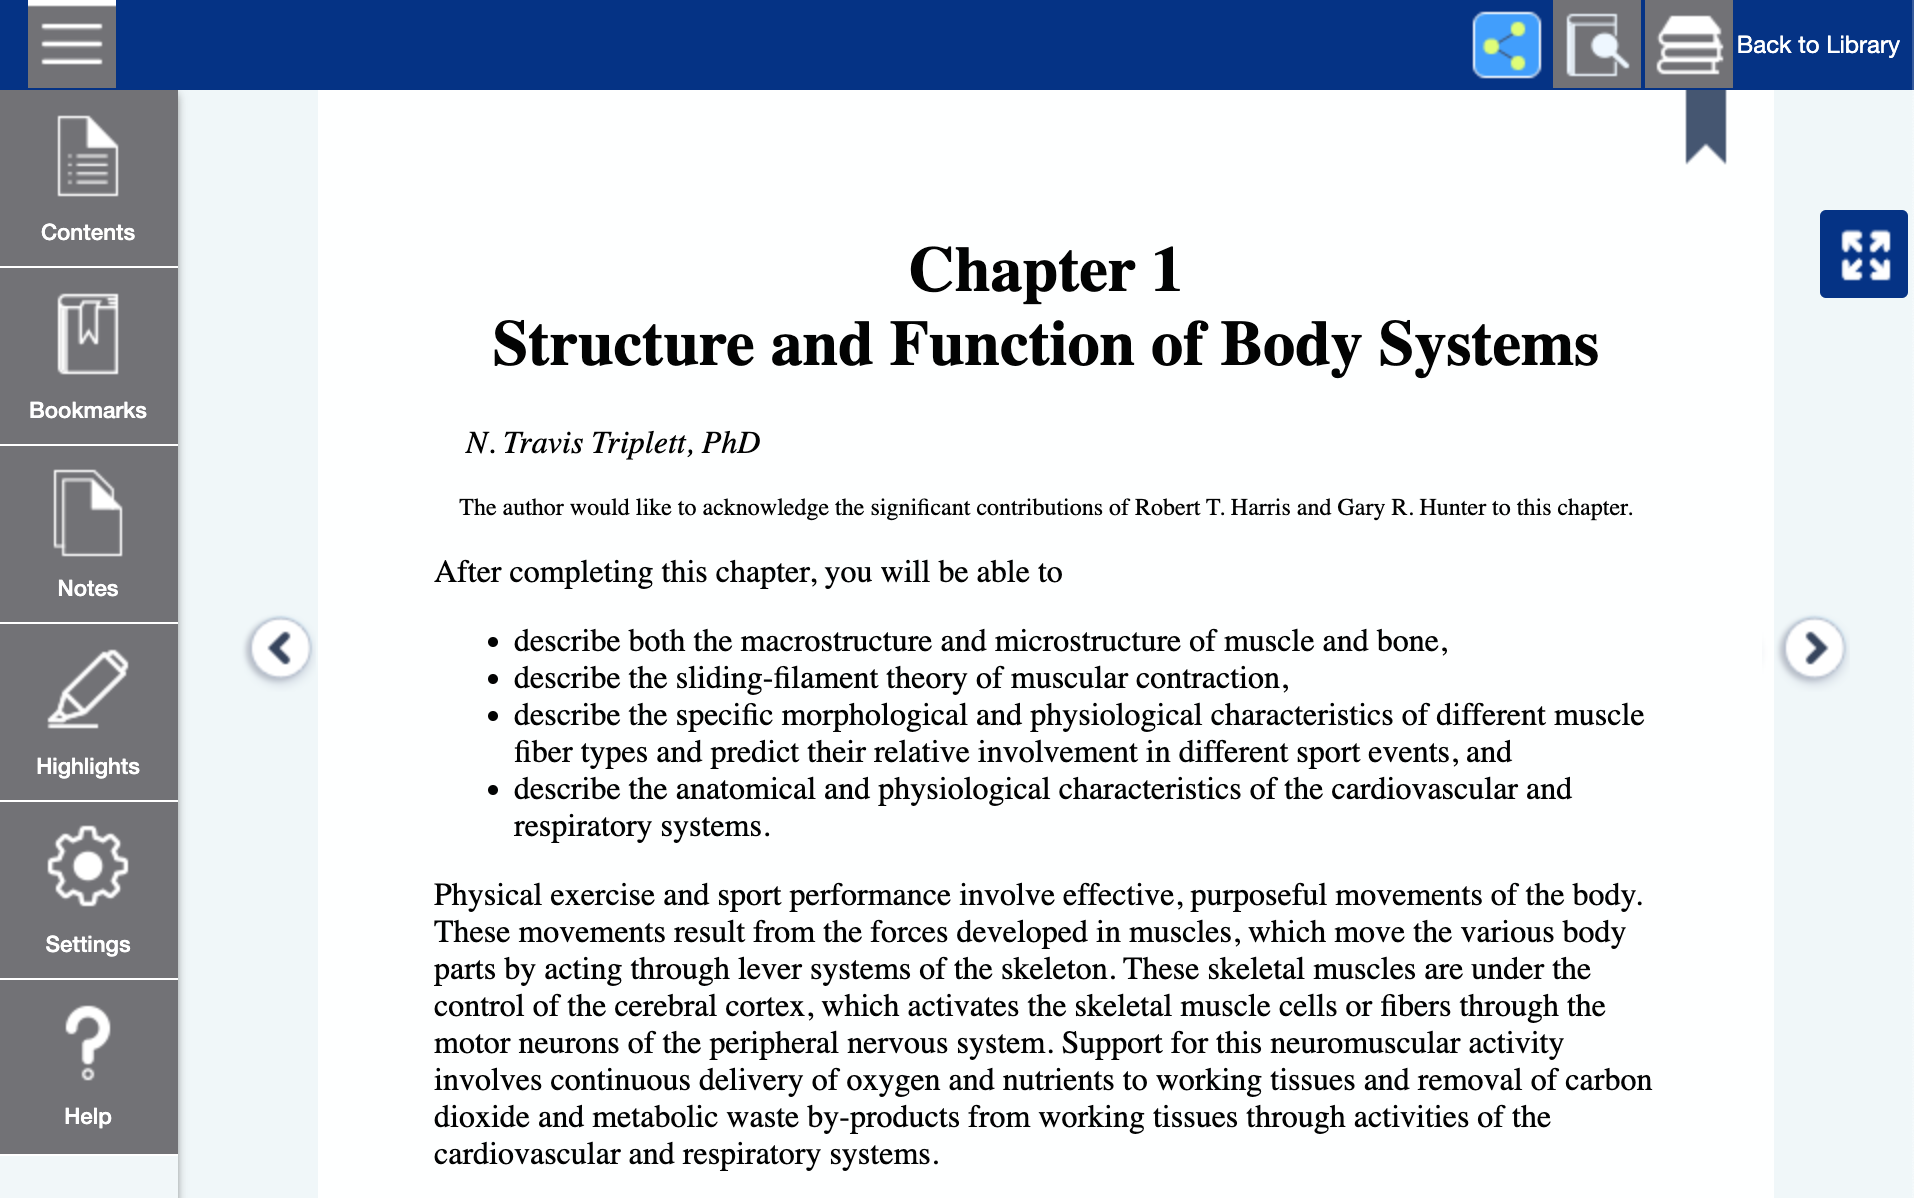 Back to Library
Contents
Bookmarks
Notes
Highlights
Settings
Help
Chapter 1
Structure and Function of Body Systems
N. Travis Triplett, PhD
The author would like to acknowledge the significant contributions of Robert T. Harris and Gary R. Hunter to this chapter.
After completing this chapter, you will be able to
• describe both the macrostructure and microstructure of muscle and bone,
• describe the sliding-filament theory of muscular contraction,
• describe the specific morphological and physiological characteristics of different muscle
fiber types and predict their relative involvement in different sport events, and
• describe the anatomical and physiological characteristics of the cardiovascular and
respiratory systems.
Physical exercise and sport performance involve effective, purposeful movements of the body.
These movements result from the forces developed in muscles, which move the various body
parts by acting through lever systems of the skeleton. These skeletal muscles are under the
control of the cerebral cortex, which activates the skeletal muscle cells or fibers through the
motor neurons of the peripheral nervous system. Support for this neuromuscular activity
involves continuous delivery of oxygen and nutrients to working tissues and removal of carbon
dioxide and metabolic waste by-products from working tissues through activities of the
cardiovascular and respiratory systems.